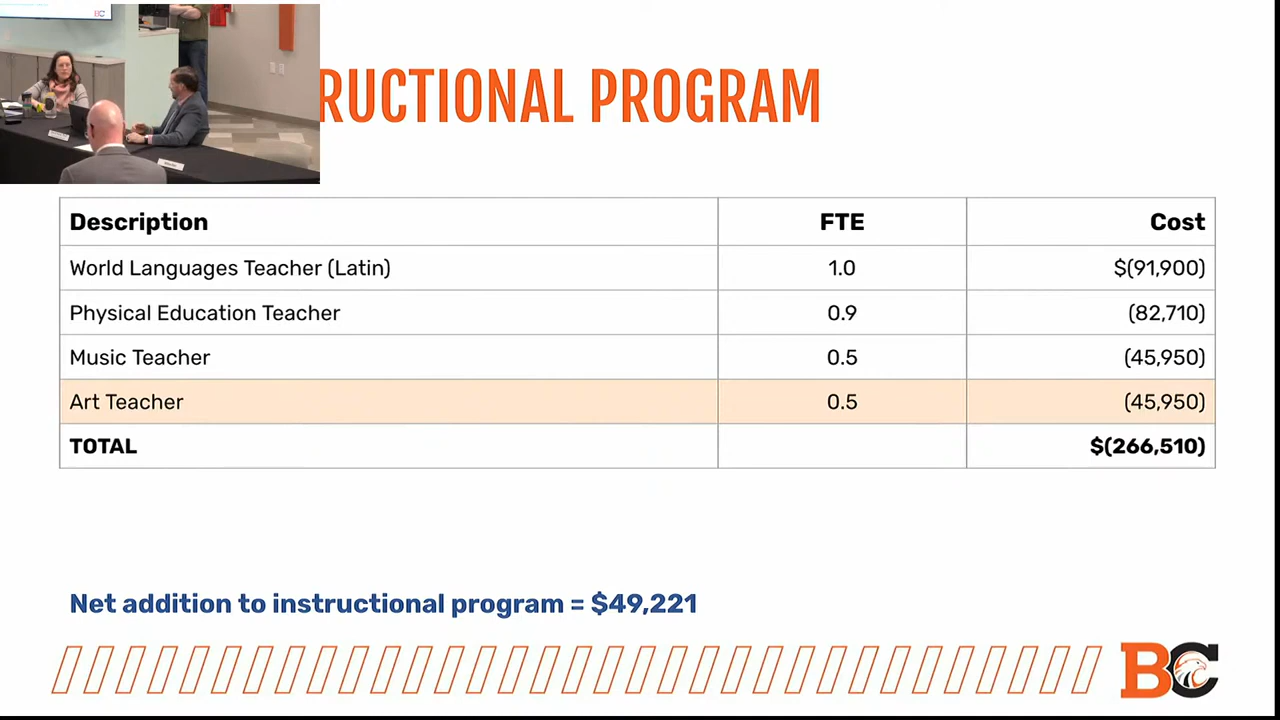 RUCTIONAL PROGRAM
Description FTE Cost
World Languages Teacher (Latin) 1.0 $(91,900)
Physical Education Teacher 0.9 (82,710)
Music Teacher 0.5 (45,950)
Art Teacher 0.5 (45,950)
TOTAL $(266,510)
Net addition to instructional program = $49,221
BC